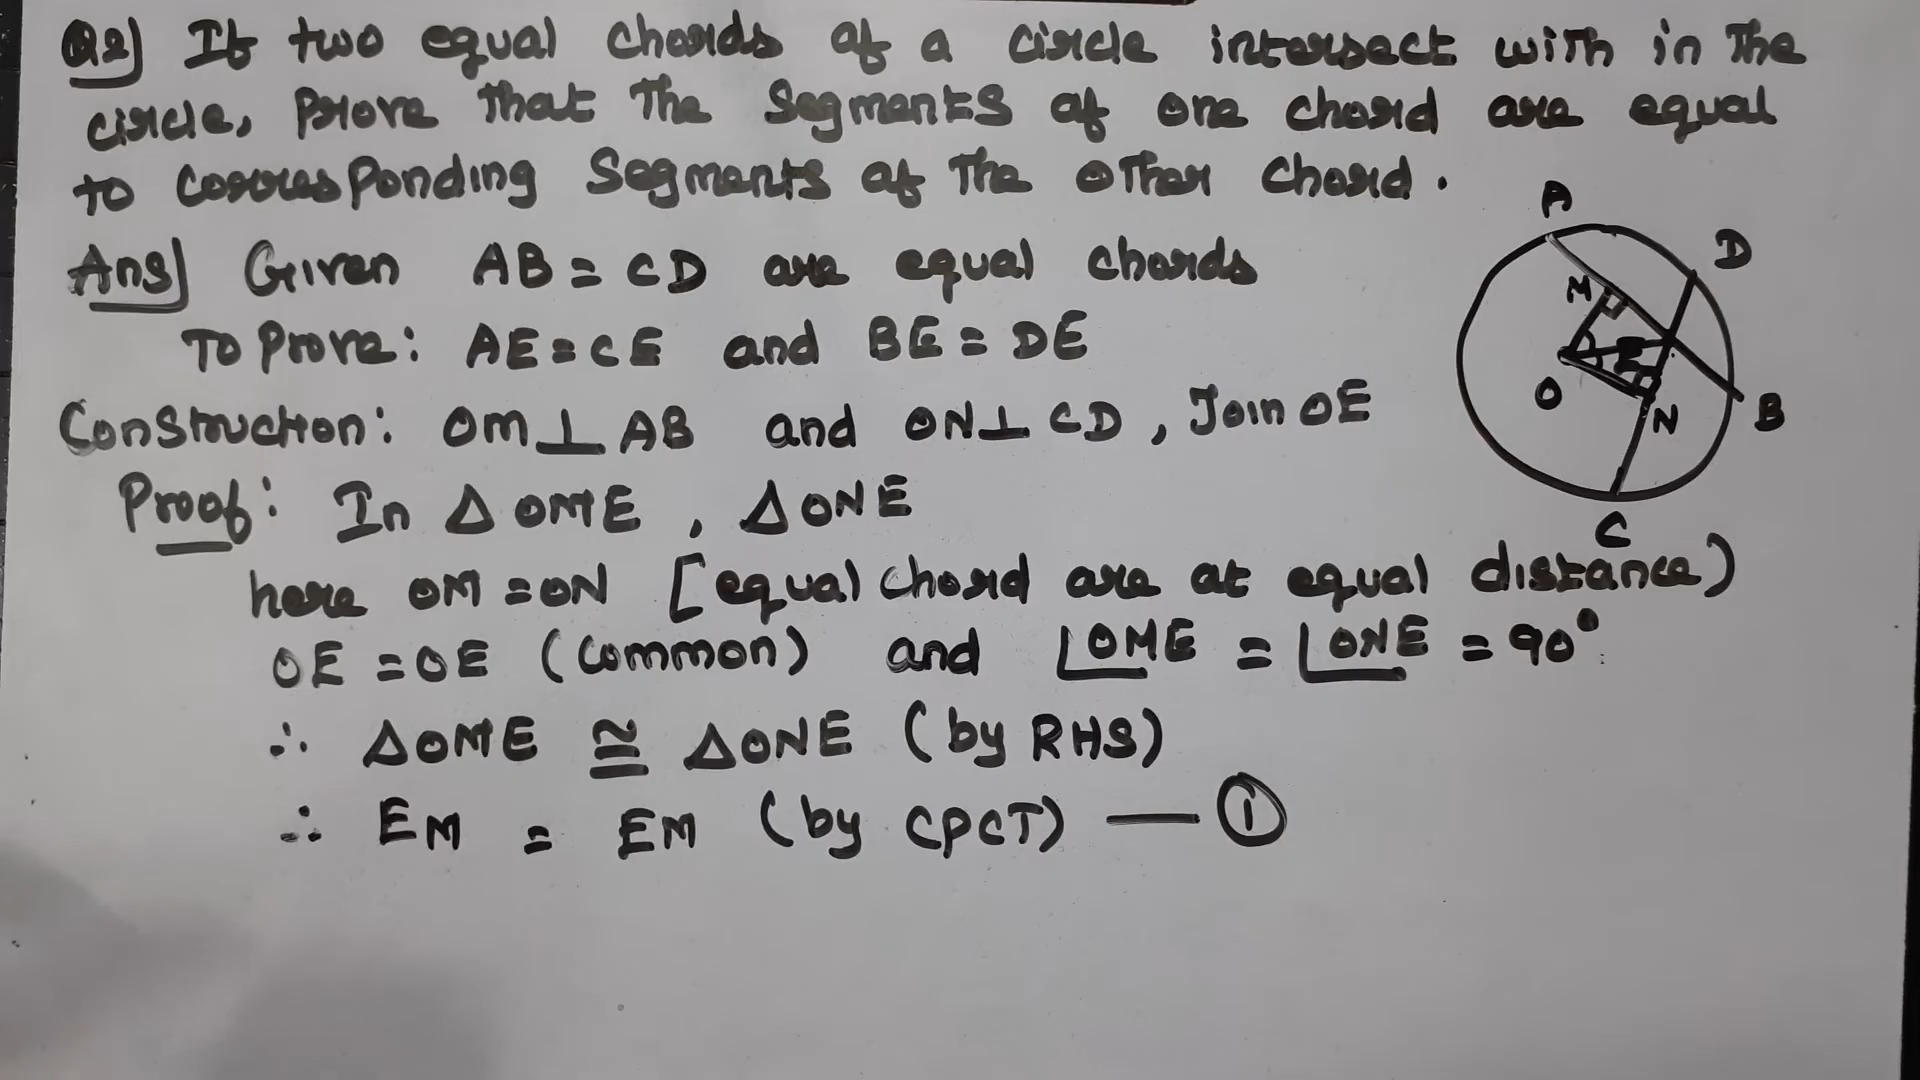 Q2) If two equal chords of a circle intersect with in The
circle, Prove That The Segments of one chord are equal
to Corresponding Segments of The other Chord.
Ans) Given AB = CD are equal chords
To Prove: AE = CE and BE = DE
Construction: OM ⊥ AB and ON ⊥ CD, Join OE
Proof: In Δ OME, Δ ONE
here OM = ON [equal chord are at equal distance)
OE = OE (Common) and ∠OME = ∠ONE = 90°
∴ ΔOME ≅ ΔONE (by RHS)
∴ EM = EM (by CPCT) — ①
A
D
M
E
O
N
B
C